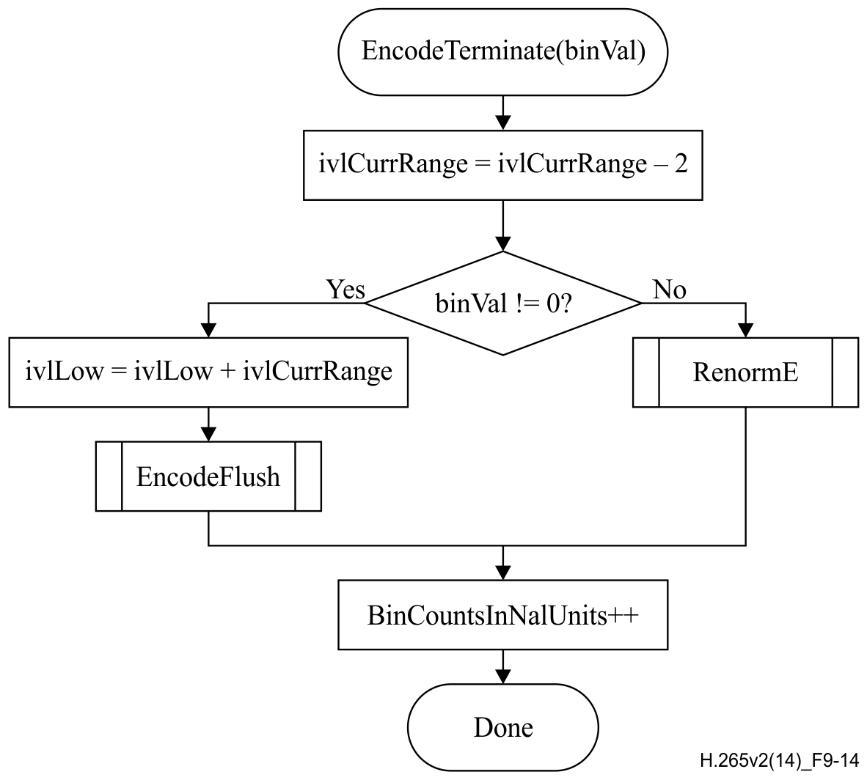 EncodeTerminate(binVal)
ivlCurrRange = ivlCurrRange – 2
binVal != 0?
Yes
No
ivlLow = ivlLow + ivlCurrRange
RenormE
EncodeFlush
BinCountsInNalUnits++
Done
H.265v2(14)_F9-14